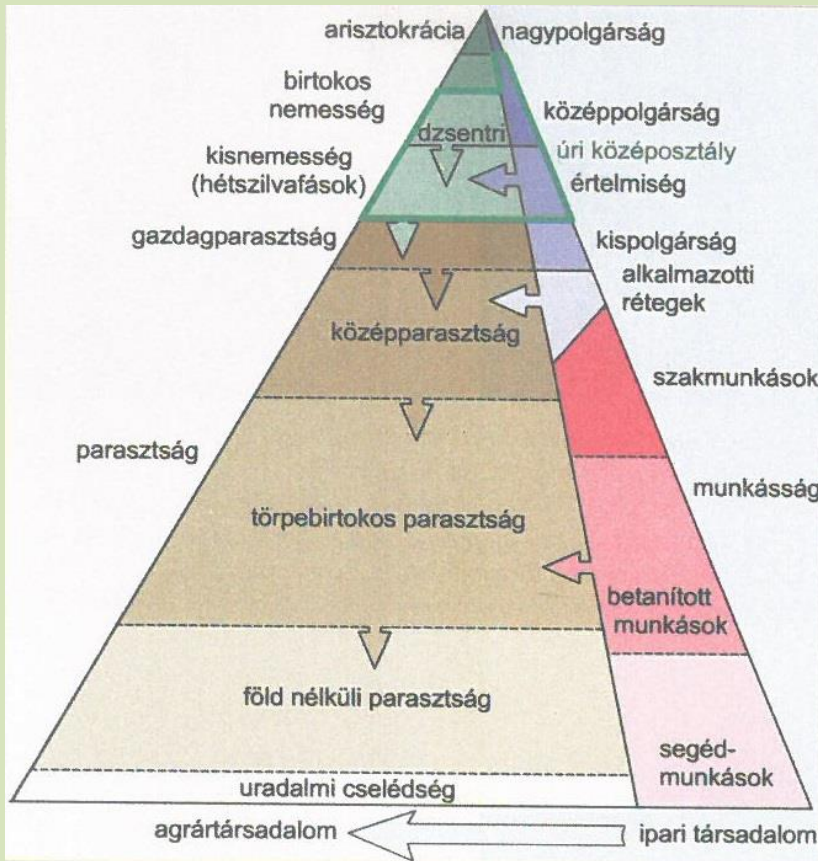 arisztokrácia
nagypolgárság
birtokos
nemesség
középpolgárság
dzsentri
úri középosztály
kisnemesség
(hétszilvafások)
értelmiség
gazdagparasztság
kispolgárság
alkalmazotti
rétegek
középparasztság
szakmunkások
parasztság
munkásság
törpebirtokos parasztság
betanított
munkások
föld nélküli parasztság
segéd-
munkások
uradalmi cselédség
agrártársadalom
ipari társadalom